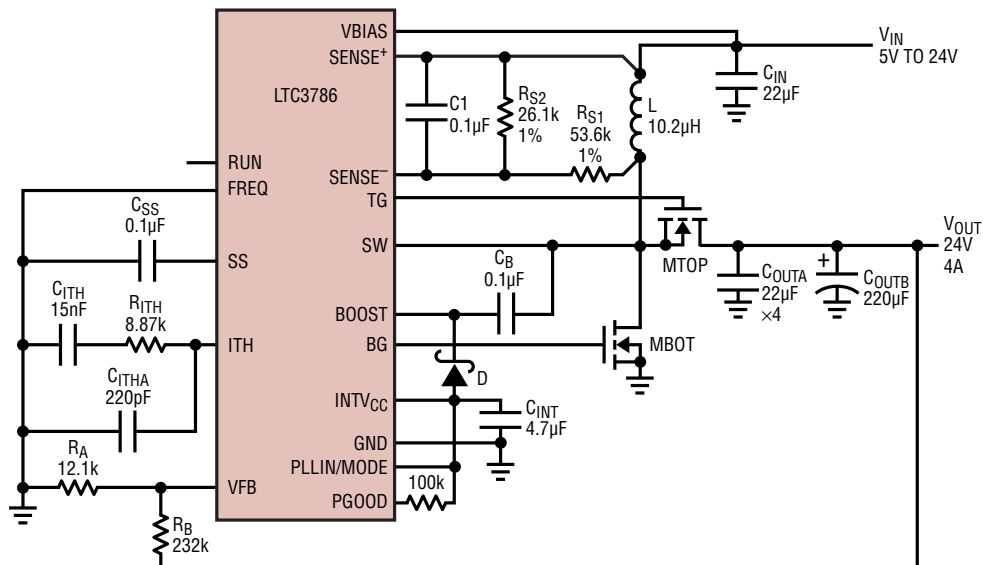 VBIAS
SENSE+
LTC3786
RUN
FREQ
SENSE–
TG
SW
SS
BOOST
BG
ITH
INTVCC
GND
PLLIN/MODE
VFB
PGOOD
C1
0.1µF
RS2
26.1k
1%
RS1
53.6k
1%
L
10.2µH
VIN
5V TO 24V
CIN
22µF
CSS
0.1µF
CITH
15nF
RITH
8.87k
CITHA
220pF
RA
12.1k
RB
232k
CB
0.1µF
D
CINT
4.7µF
100k
MTOP
MBOT
VOUT
24V
4A
COUTA
22µF
×4
+
COUTB
220µF